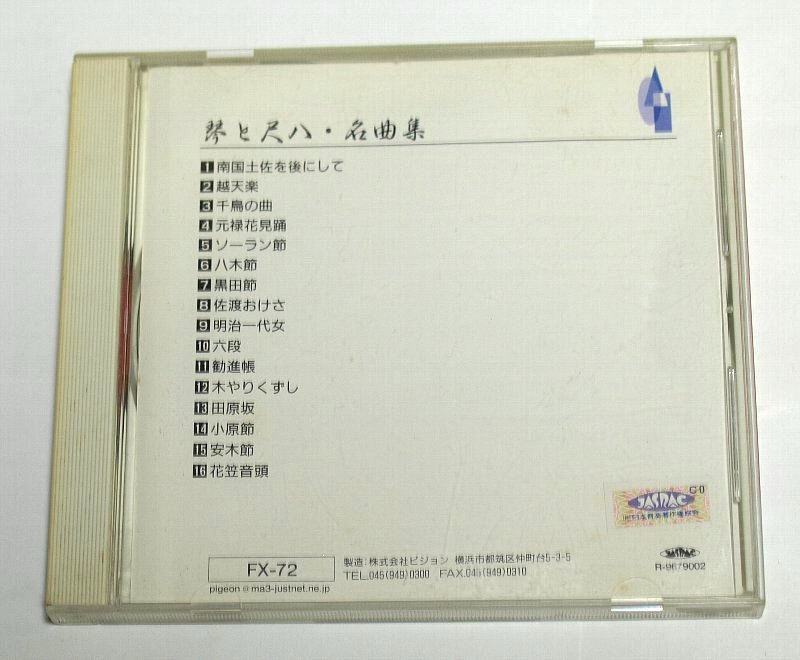 琴と尺八・名曲集
1 南国土佐を後にして
2 越天楽
3 千鳥の曲
4 元禄花見踊
5 ソーラン節
6 八木節
7 黒田節
8 佐渡おけさ
9 明治一代女
10 六段
11 勧進帳
12 木やりくずし
13 田原坂
14 小原節
15 安木節
16 花笠音頭
C0
JASRAC
FX-72
pigeon@ma3-justnet.ne.jp
製造:株式会社ピジョン 横浜市都筑区仲町台5-3-5
TEL.045(949)0300 FAX.045(949)0310
JASRAC
R-9679002